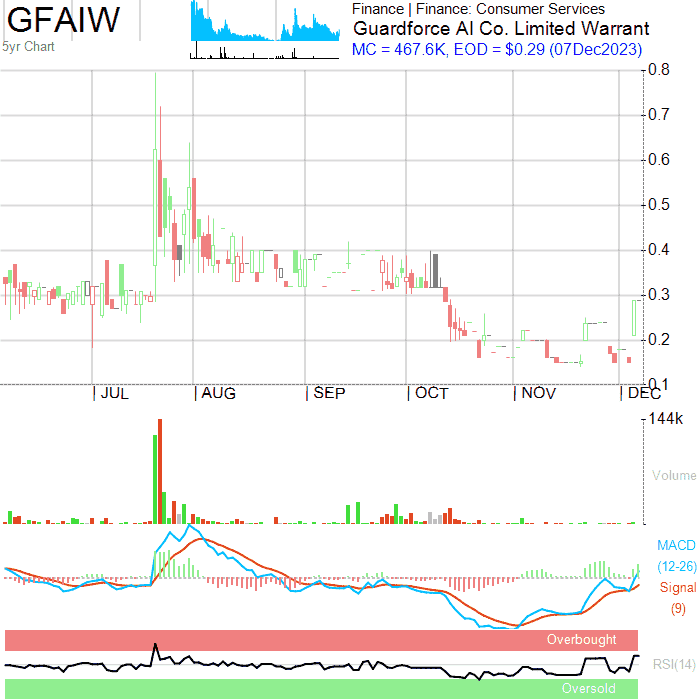 GFAIW
5yr Chart
Finance | Finance: Consumer Services
Guardforce AI Co. Limited Warrant
MC = 467.6K, EOD = $0.29 (07Dec2023)
0.8
0.7
0.6
0.5
0.4
0.3
0.2
0.1
JUL AUG SEP OCT NOV DEC
144k
Volume
MACD
(12-26)
Signal
(9)
Overbought
RSI(14)
Oversold